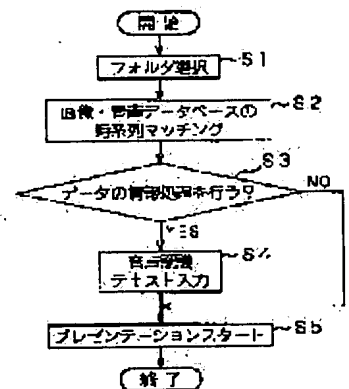 開始
フォルダ選択
S1
画像・音声データベースの
S2
時系列マッチング
S3
データの情報処理を行う?
NO
YES
音声認識
S4
テキスト入力
プレゼンテーションスタート
S5
終了